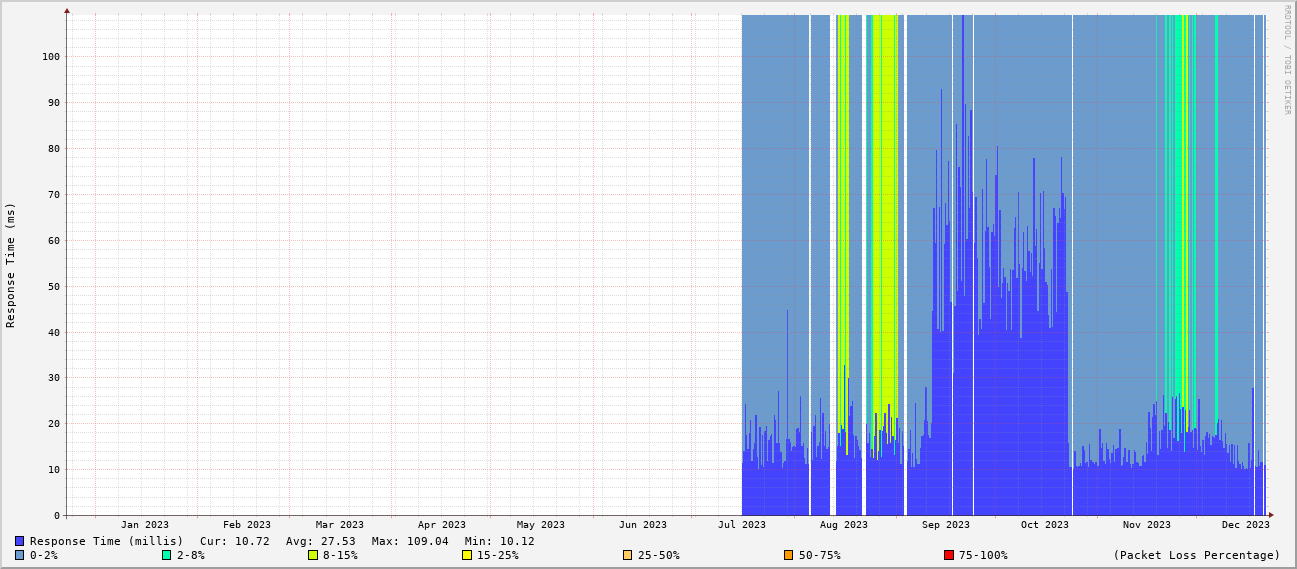 RRDTOOL / TOBI OETIKER
Response Time (ms)
100
90
80
70
60
50
40
30
20
10
0
Jan 2023 Feb 2023 Mar 2023 Apr 2023 May 2023 Jun 2023 Jul 2023 Aug 2023 Sep 2023 Oct 2023 Nov 2023 Dec 2023
Response Time (millis) Cur: 10.72 Avg: 27.53 Max: 109.04 Min: 10.12
0-2% 2-8% 8-15% 15-25% 25-50% 50-75% 75-100% (Packet Loss Percentage)